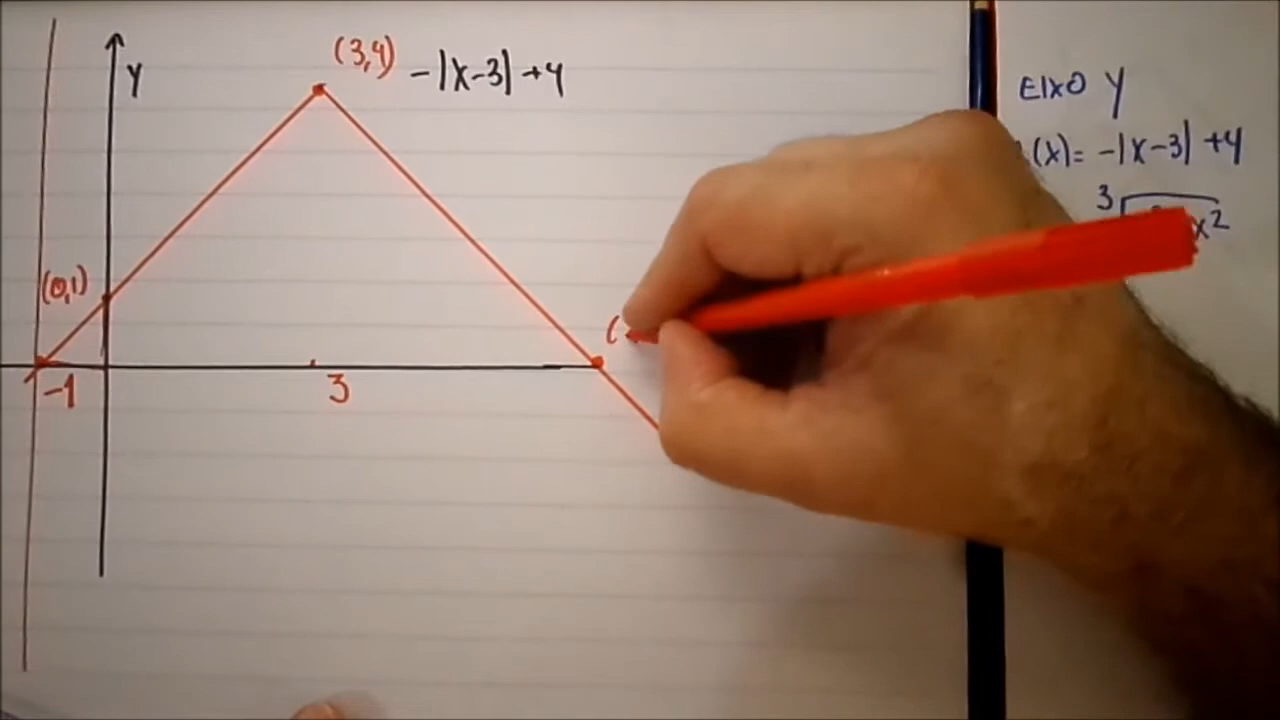 (3,4) -|x-3| +4
y
(0,1)
(
-1
3
EIXO Y
(x)= -|x-3| +4
3
x²